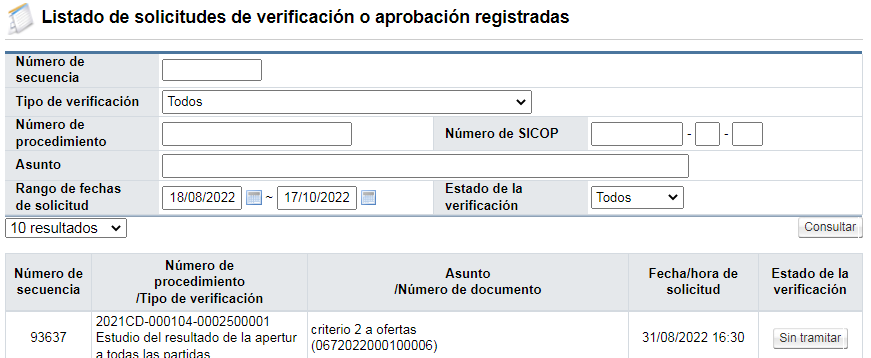 Listado de solicitudes de verificación o aprobación registradas
Número de
secuencia
Tipo de verificación
Todos
Número de
procedimiento
Número de SICOP
-
-
Asunto
Rango de fechas
de solicitud
18/08/2022 ~ 17/10/2022
Estado de la
verificación
Todos
10 resultados
Consultar
Número de
secuencia
Número de
procedimiento
/Tipo de verificación
Asunto
/Número de documento
Fecha/hora de
solicitud
Estado de la
verificación
93637
2021CD-000104-0002500001
Estudio del resultado de la apertur
a todas las partidas
criterio 2 a ofertas
(0672022000100006)
31/08/2022 16:30
Sin tramitar